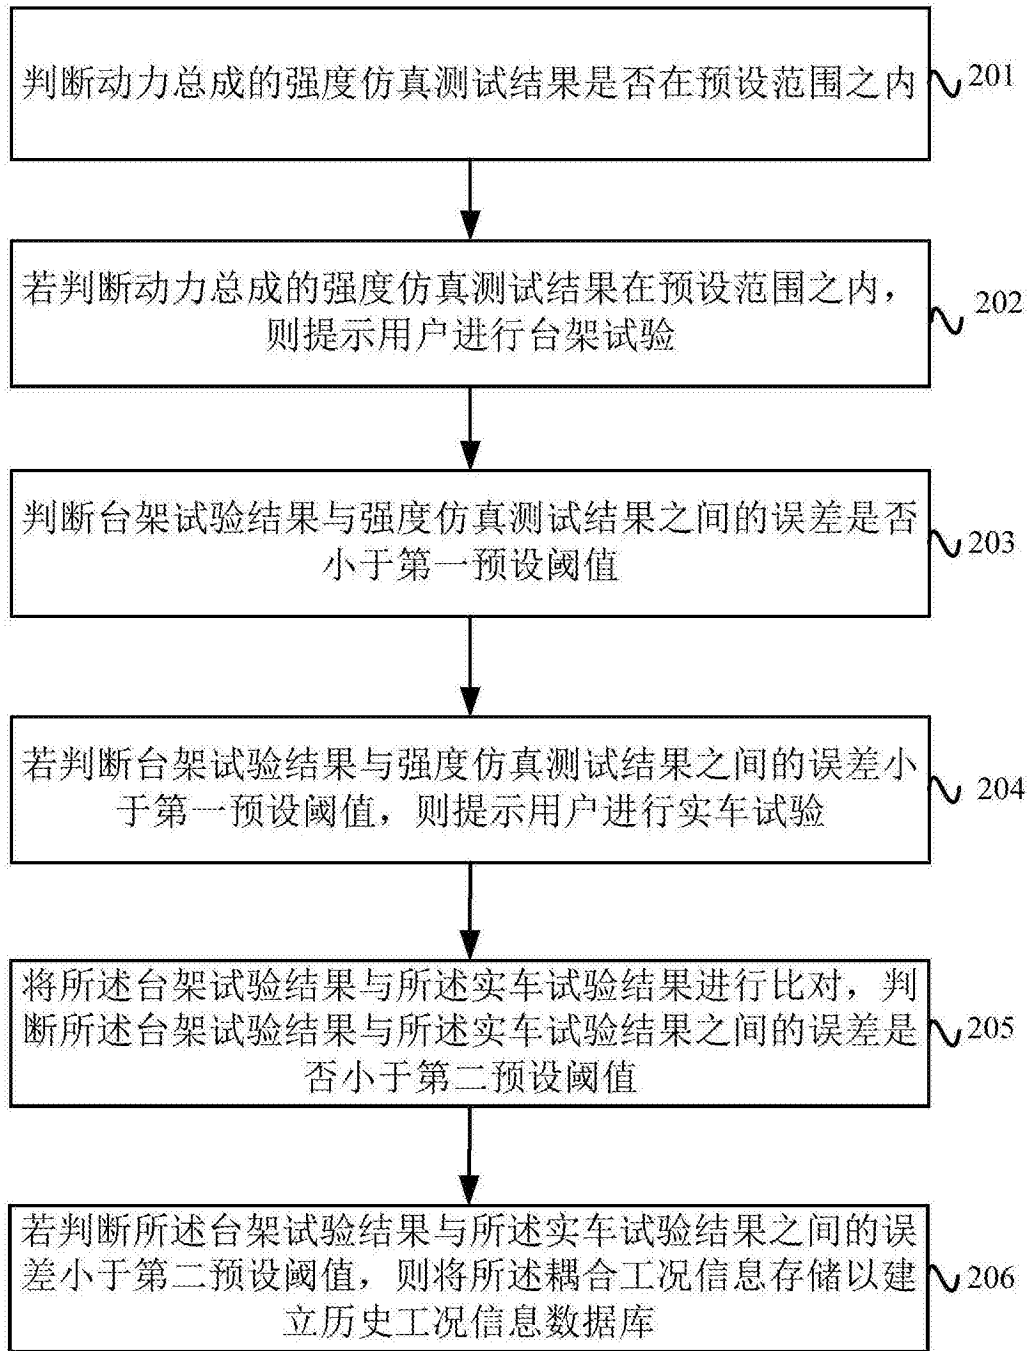 判断动力总成的强度仿真测试结果是否在预设范围之内
201
若判断动力总成的强度仿真测试结果在预设范围之内，
则提示用户进行台架试验
202
判断台架试验结果与强度仿真测试结果之间的误差是否
小于第一预设阈值
203
若判断台架试验结果与强度仿真测试结果之间的误差小
于第一预设阈值，则提示用户进行实车试验
204
将所述台架试验结果与所述实车试验结果进行比对，判
断所述台架试验结果与所述实车试验结果之间的误差是
否小于第二预设阈值
205
若判断所述台架试验结果与所述实车试验结果之间的误
差小于第二预设阈值，则将所述耦合工况信息存储以建
立历史工况信息数据库
206